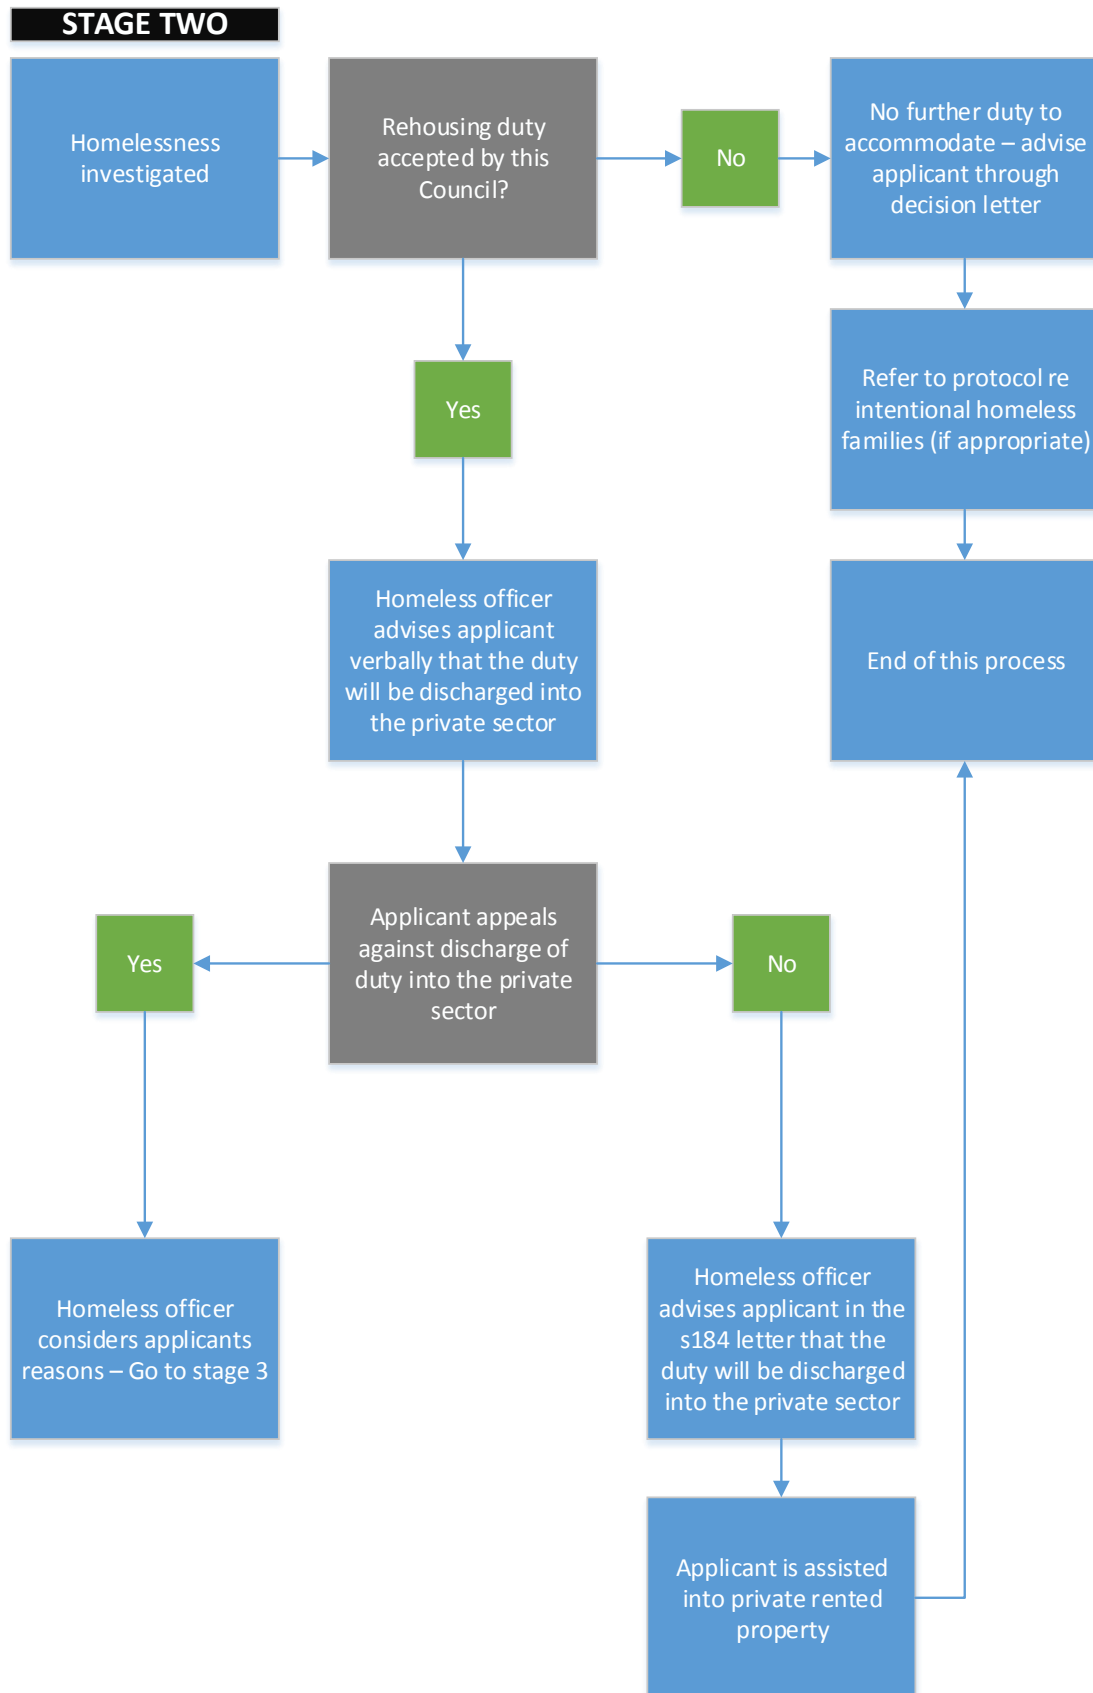 STAGE TWO
Homelessness
investigated
Rehousing duty
accepted by this
Council?
No
No further duty to
accommodate – advise
applicant through
decision letter
Yes
Refer to protocol re
intentional homeless
families (if appropriate)
Homeless officer
advises applicant
verbally that the duty
will be discharged into
the private sector
End of this process
Applicant appeals
against discharge of
duty into the private
sector
Yes
No
Homeless officer
considers applicants
reasons – Go to stage 3
Homeless officer
advises applicant in the
s184 letter that the
duty will be discharged
into the private sector
Applicant is assisted
into private rented
property